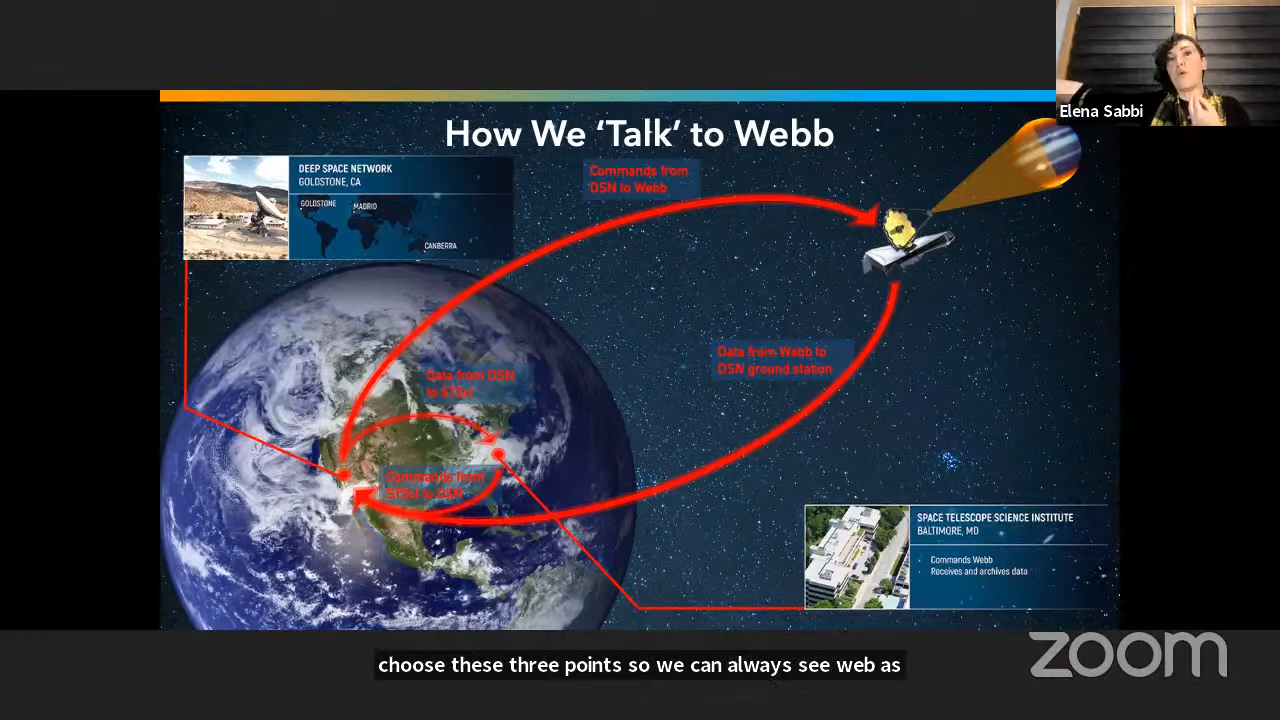 Elena Sabbi
How We ‘Talk’ to Webb
DEEP SPACE NETWORK
GOLDSTONE, CA
GOLDSTONE
MADRID
CANBERRA
Commands from
DSN to Webb
Data from Webb to
DSN ground station
Data from DSN
to STScI
Commands from
STScI to DSN
SPACE TELESCOPE SCIENCE INSTITUTE
BALTIMORE, MD
• Commands Webb
• Receives and archives data
choose these three points so we can always see web as
zoom